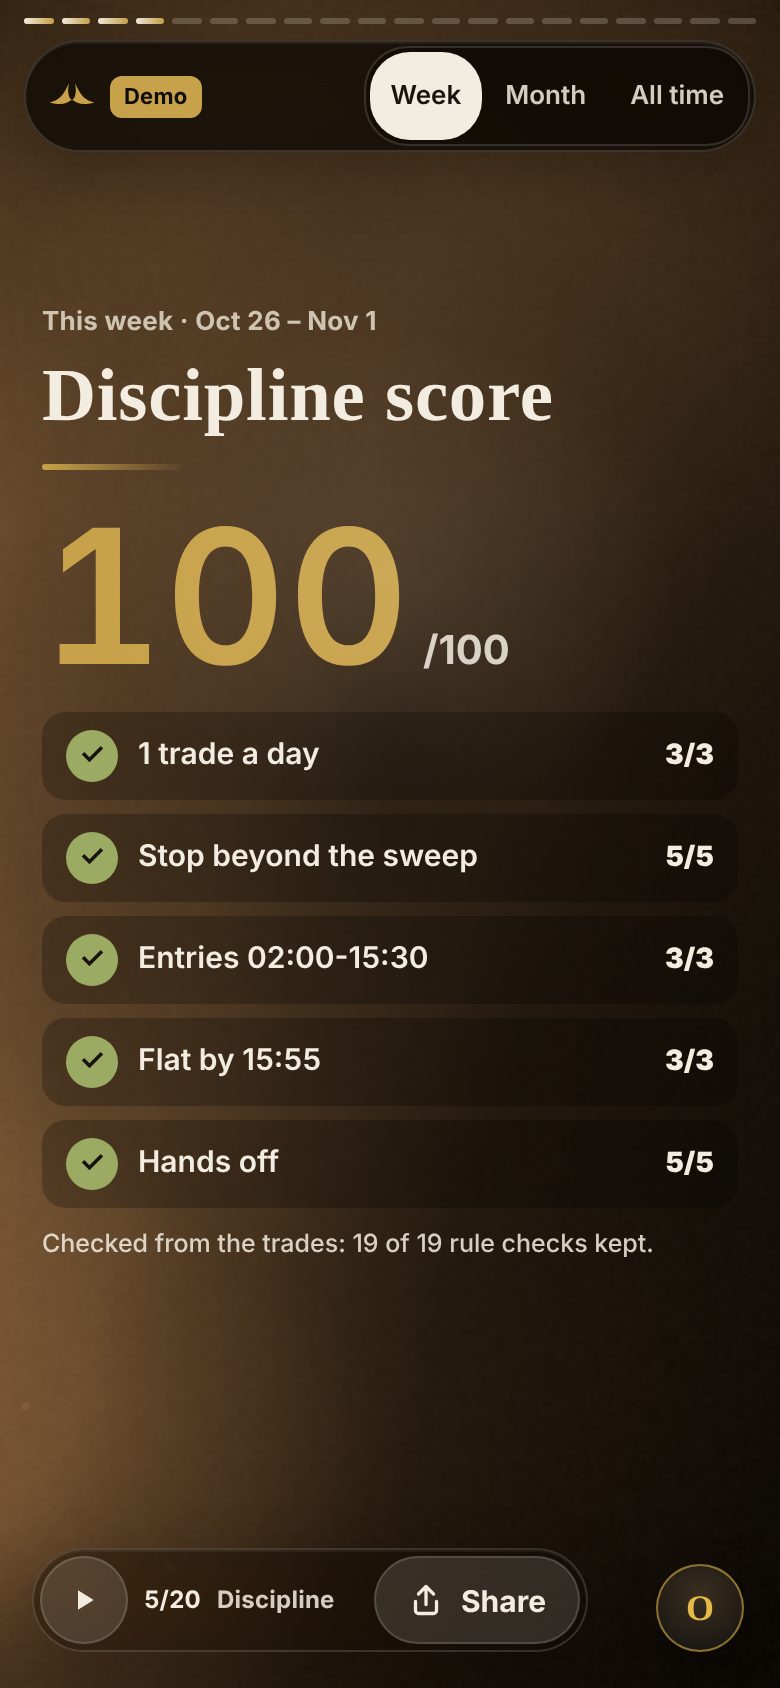 Demo
Week Month All time
This week · Oct 26 – Nov 1
Discipline score
100 /100
1 trade a day 3/3
Stop beyond the sweep 5/5
Entries 02:00-15:30 3/3
Flat by 15:55 3/3
Hands off 5/5
Checked from the trades: 19 of 19 rule checks kept.
5/20 Discipline Share
O